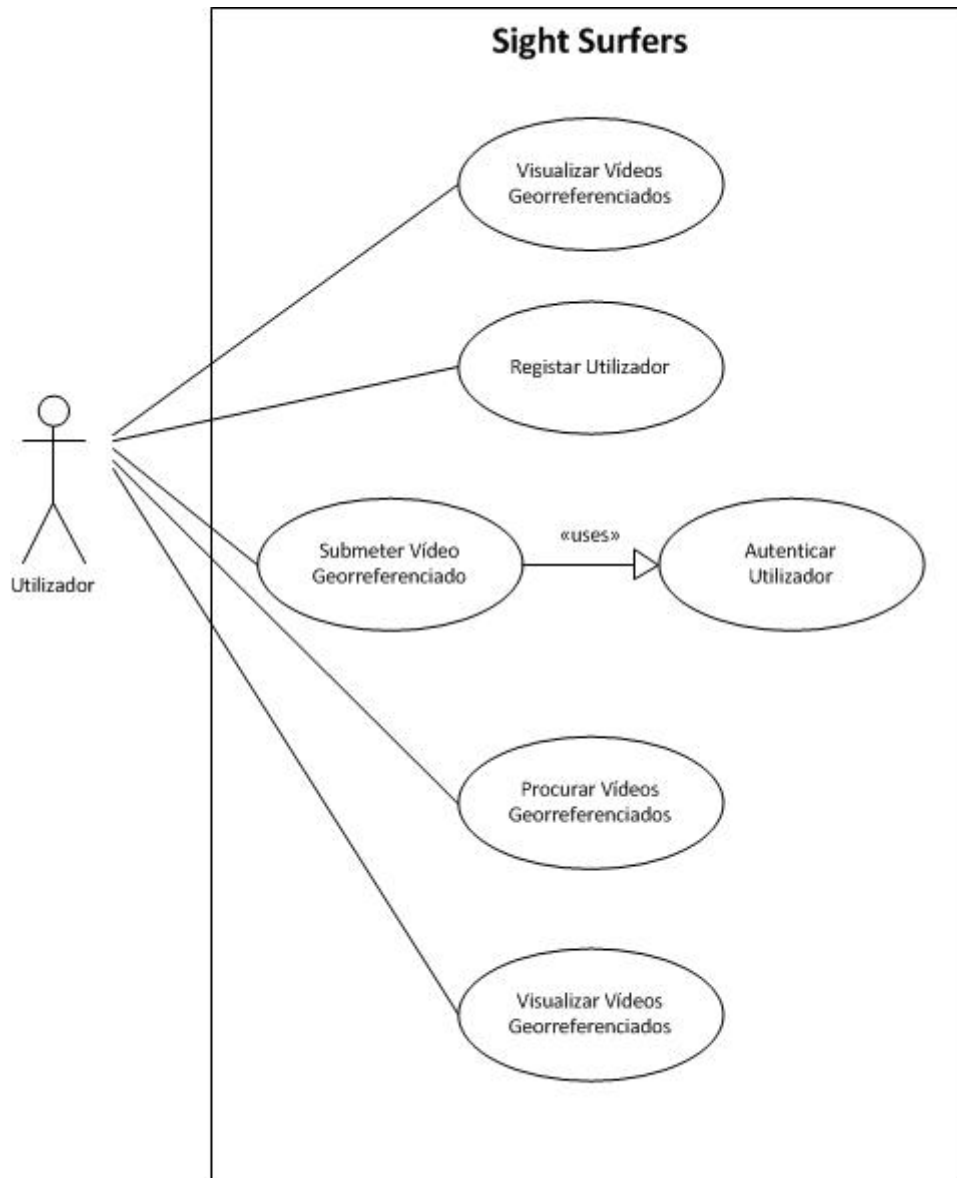 Sight Surfers
Visualizar Vídeos
Georreferenciados
Registar Utilizador
Utilizador
Submeter Vídeo
Georreferenciado
«uses»
Autenticar
Utilizador
Procurar Vídeos
Georreferenciados
Visualizar Vídeos
Georreferenciados